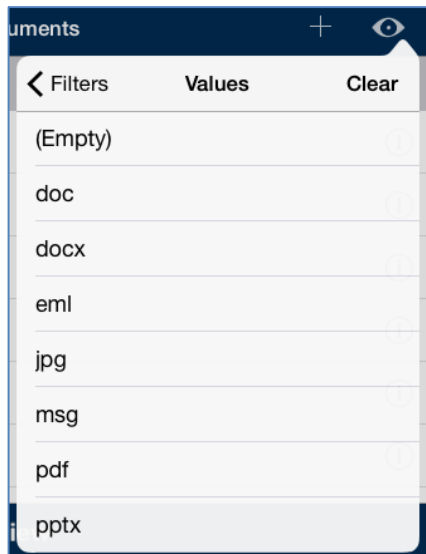 uments
Filters Values Clear
(Empty)
doc
docx
eml
jpg
msg
pdf
pptx